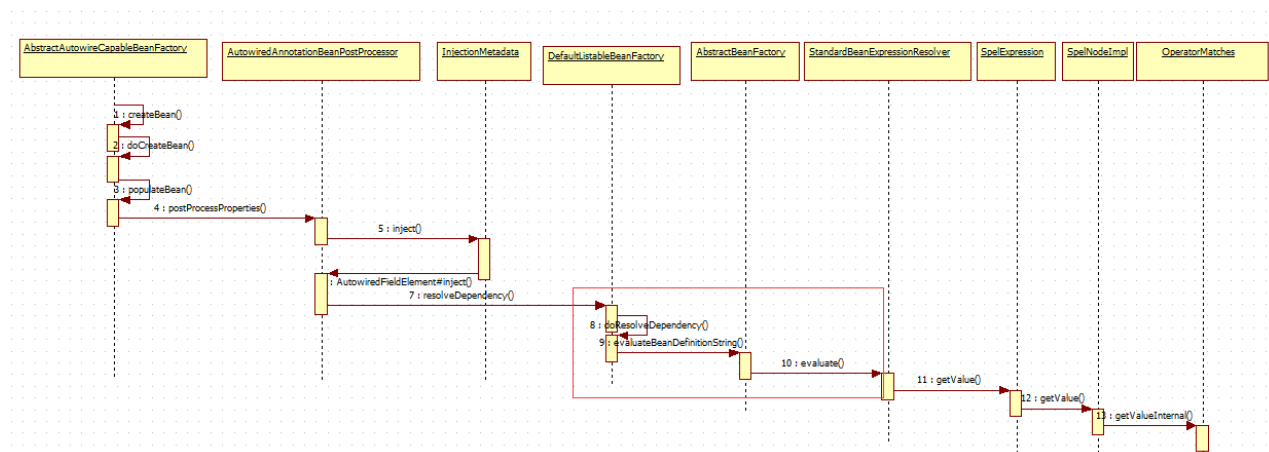 AbstractAutowireCapableBeanFactory
AutowiredAnnotationBeanPostProcessor
InjectionMetadata
DefaultListableBeanFactory
AbstractBeanFactory
StandardBeanExpressionResolver
SpelExpression
SpelNodeImpl
OperatorMatches
1 : createBean()
2 : doCreateBean()
3 : populateBean()
4 : postProcessProperties()
5 : inject()
: AutowiredFieldElement#inject()
7 : resolveDependency()
8 : doResolveDependency()
9 : evaluateBeanDefinitionString()
10 : evaluate()
11 : getValue()
12 : getValue()
13 : getValueInternal()